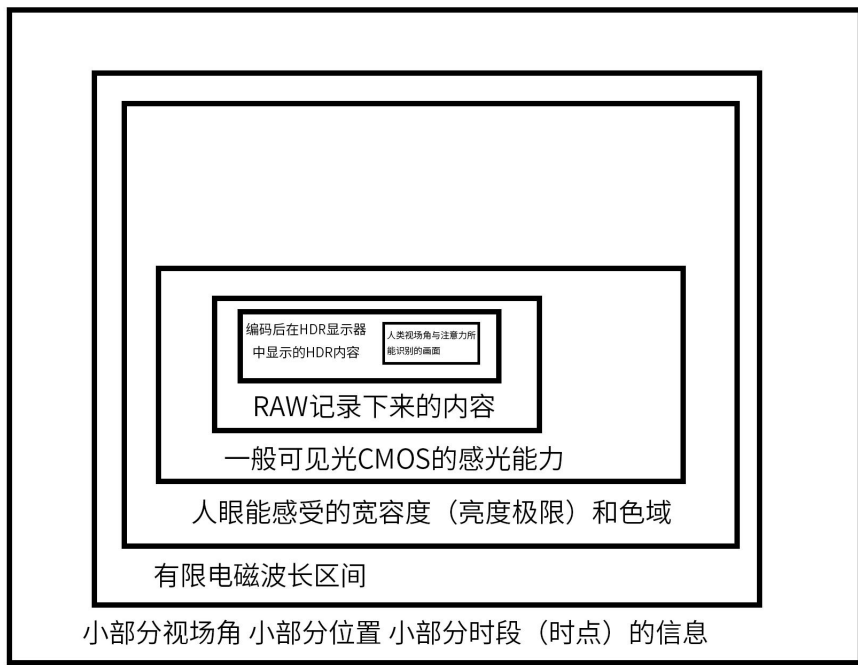 编码后在HDR显示器
中显示的HDR内容
人类视场角与注意力所
能识别的画面
RAW记录下来的内容
一般可见光CMOS的感光能力
人眼能感受的宽容度（亮度极限）和色域
有限电磁波长区间
小部分视场角 小部分位置 小部分时段（时点）的信息